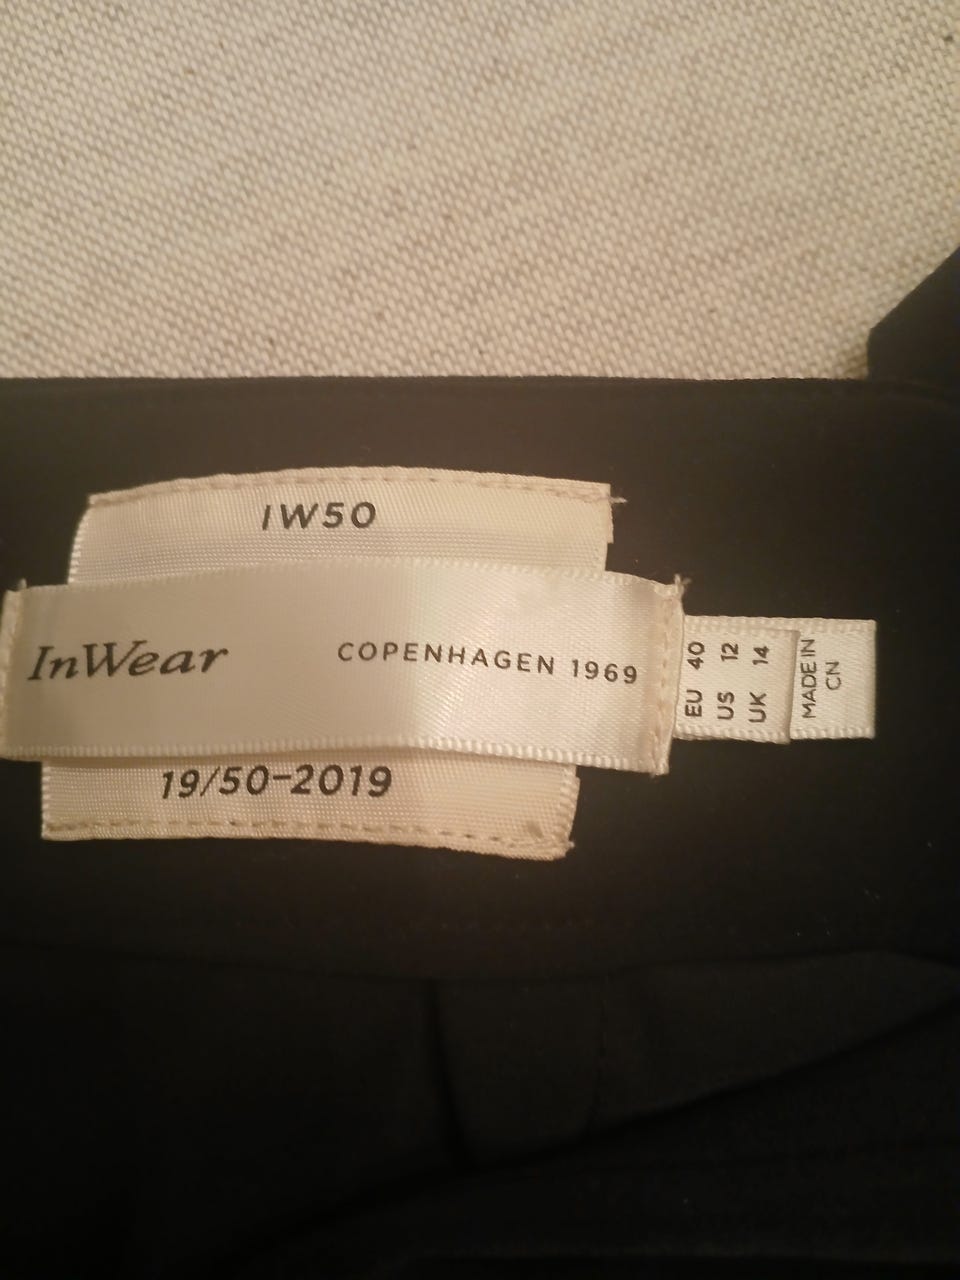 IW50
InWear COPENHAGEN 1969
19/50-2019
EU 40
US 12
UK 14
MADE IN
CN